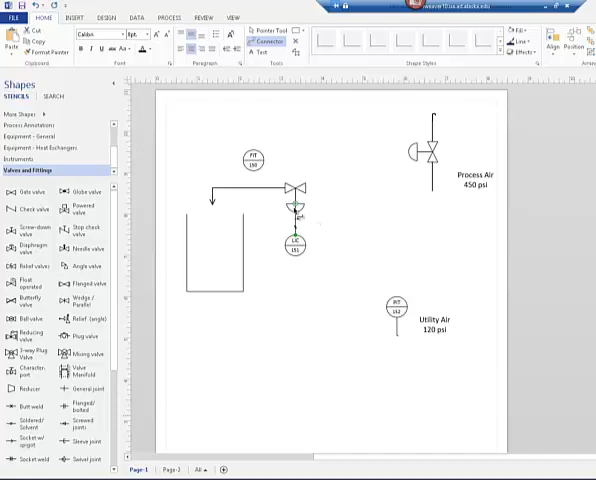 FILE HOME INSERT DESIGN DATA PROCESS REVIEW VIEW
Cut
Copy
Format Painter
Paste
Clipboard
Calibri 8pt.
Font
Paragraph
Pointer Tool
Connector
Text
Tools
Shape Styles
Fill
Line
Effects
Align Position
Shapes
STENCILS SEARCH
More Shapes
Process Annotations
Equipment - General
Equipment - Heat Exchangers
Instruments
Valves and Fittings
Gate valve Globe valve
Check valve Powered valve
Screw-down valve Stop check valve
Diaphragm valve Needle valve
Relief valve Angle valve
Float operated Flanged valve
Butterfly valve Wedge / Parallel
Ball valve Relief (angle)
Reducing valve Plug valve
3-way Plug Valve Mixing valve
Character port Valve Manifold
Reducer General joint
Butt weld Flanged/ bolted
Soldered/ Solvent Screwed joints
Socket w/ spigot Sleeve joint
Socket weld Swivel joint
FIT
150
LIC
151
Process Air
450 psi
PIT
152
Utility Air
120 psi
Page-1 Page-2 All